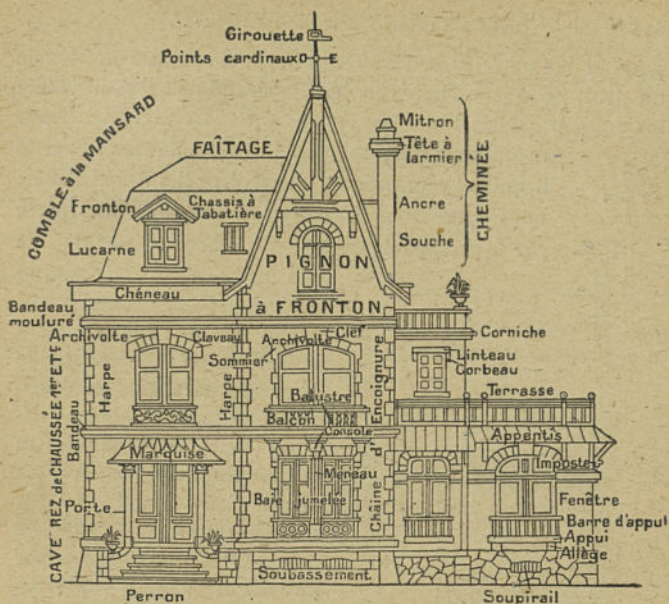 Girouette
Points cardinaux O E
COMBLE à la MANSARD
FAÎTAGE
Mitron
Tête à
larmier
CHEMINÉE
Fronton
Chassis à
Tabatière
Ancre
Lucarne
Souche
PIGNON
à FRONTON
Chéneau
Bandeau
mouluré
Corniche
Archivolte
Claveau
Archivolte
Clef
Sommier
Linteau
Corbeau
Harpe
Harpe
Terrasse
Balustre
Balcon
Console
Chaîne d'Encoignure
CAVE REZ de CHAUSSÉE 1er ETG
Bandeau
Marquise
Appentis
Imposte
Meneau
Baie jumelée
Porte
Fenêtre
Barre d'appui
Appui
Allège
Soubassement
Perron
Soupirail